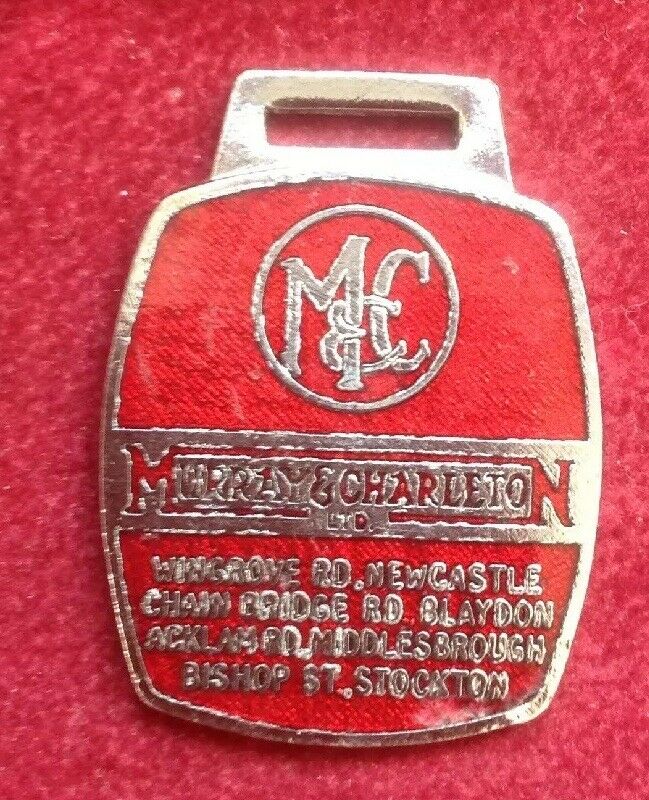 M&C
MURRAY & CHARLETON
LTD.
WINGROVE RD. NEWCASTLE
CHAIN BRIDGE RD. BLAYDON
ACKLAM RD. MIDDLESBROUGH
BISHOP ST. STOCKTON